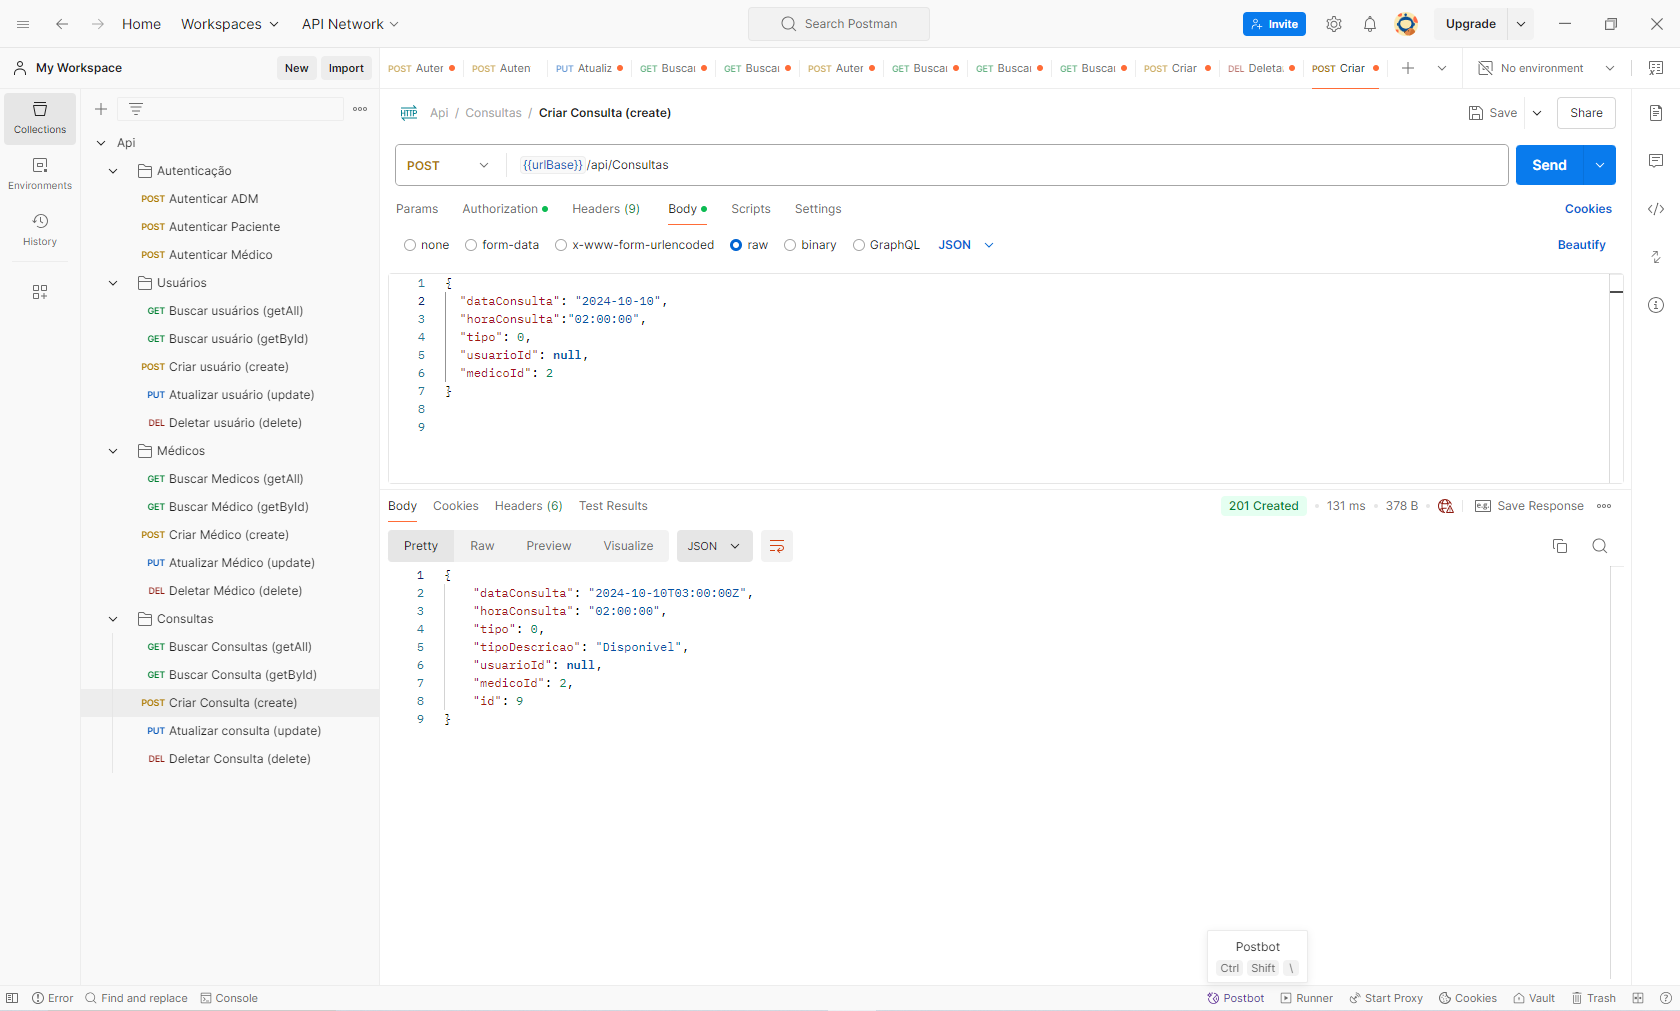 Home Workspaces API Network Search Postman Invite Upgrade
My Workspace New Import POST Auter POST Auten PUT Atualiz GET Busca GET Busca POST Auter GET Busca GET Busca GET Busca POST Criar DEL Deleta POST Criar No environment
Collections
Environments
History
Api
Autenticação
POST Autenticar ADM
POST Autenticar Paciente
POST Autenticar Médico
Usuários
GET Buscar usuários (getAll)
GET Buscar usuário (getById)
POST Criar usuário (create)
PUT Atualizar usuário (update)
DEL Deletar usuário (delete)
Médicos
GET Buscar Medicos (getAll)
GET Buscar Médico (getById)
POST Criar Médico (create)
PUT Atualizar Médico (update)
DEL Deletar Médico (delete)
Consultas
GET Buscar Consultas (getAll)
GET Buscar Consulta (getById)
POST Criar Consulta (create)
PUT Atualizar consulta (update)
DEL Deletar Consulta (delete)
HTTP Api / Consultas / Criar Consulta (create) Save Share
POST {{urlBase}} /api/Consultas Send
Params Authorization Headers (9) Body Scripts Settings Cookies
none form-data x-www-form-urlencoded raw binary GraphQL JSON Beautify
1 {
2 "dataConsulta": "2024-10-10",
3 "horaConsulta":"02:00:00",
4 "tipo": 0,
5 "usuarioId": null,
6 "medicoId": 2
7 }
8
9
Body Cookies Headers (6) Test Results 201 Created 131 ms 378 B e.g. Save Response
Pretty Raw Preview Visualize JSON
1 {
2 "dataConsulta": "2024-10-10T03:00:00Z",
3 "horaConsulta": "02:00:00",
4 "tipo": 0,
5 "tipoDescricao": "Disponivel",
6 "usuarioId": null,
7 "medicoId": 2,
8 "id": 9
9 }
Postbot
Ctrl Shift \
Error Find and replace Console Postbot Runner Start Proxy Cookies Vault Trash